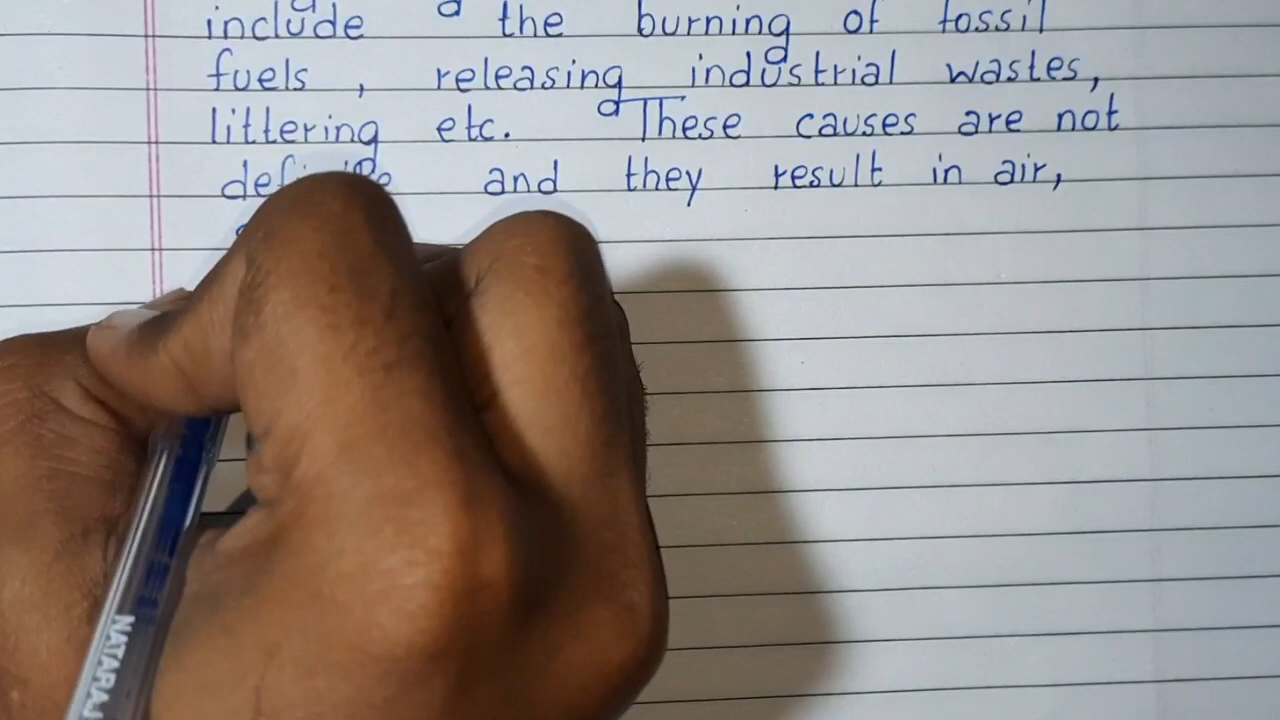 include the burning of fossil
fuels , releasing industrial wastes,
littering etc. These causes are not
and they result in air,
NATARAJ